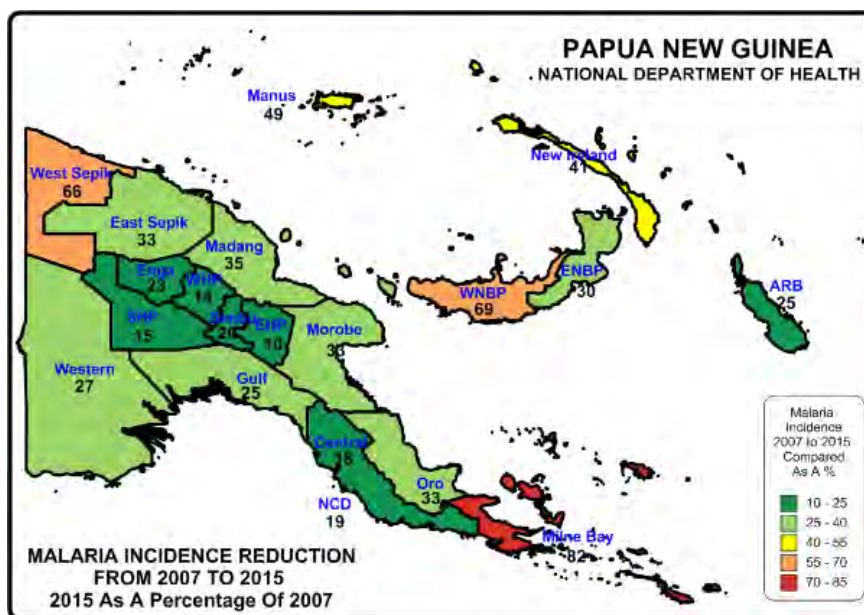 PAPUA NEW GUINEA
. NATIONAL DEPARTMENT OF HEALTH
Manus
49
New Ireland
41
West Sepik
66
East Sepik
33
Madang
35
Enga
23
WHP
14
SHP
15
Simbu
20
EHP
10
Morobe
33
WNBP
69
ENBP
30
ARB
25
Western
27
Gulf
25
Central
18
Oro
33
NCD
19
Milne Bay
82
Malaria
Incidence
2007 to 2015
Compared
As A %
10 - 25
25 - 40
40 - 55
55 - 70
70 - 85
MALARIA INCIDENCE REDUCTION
FROM 2007 TO 2015
2015 As A Percentage Of 2007